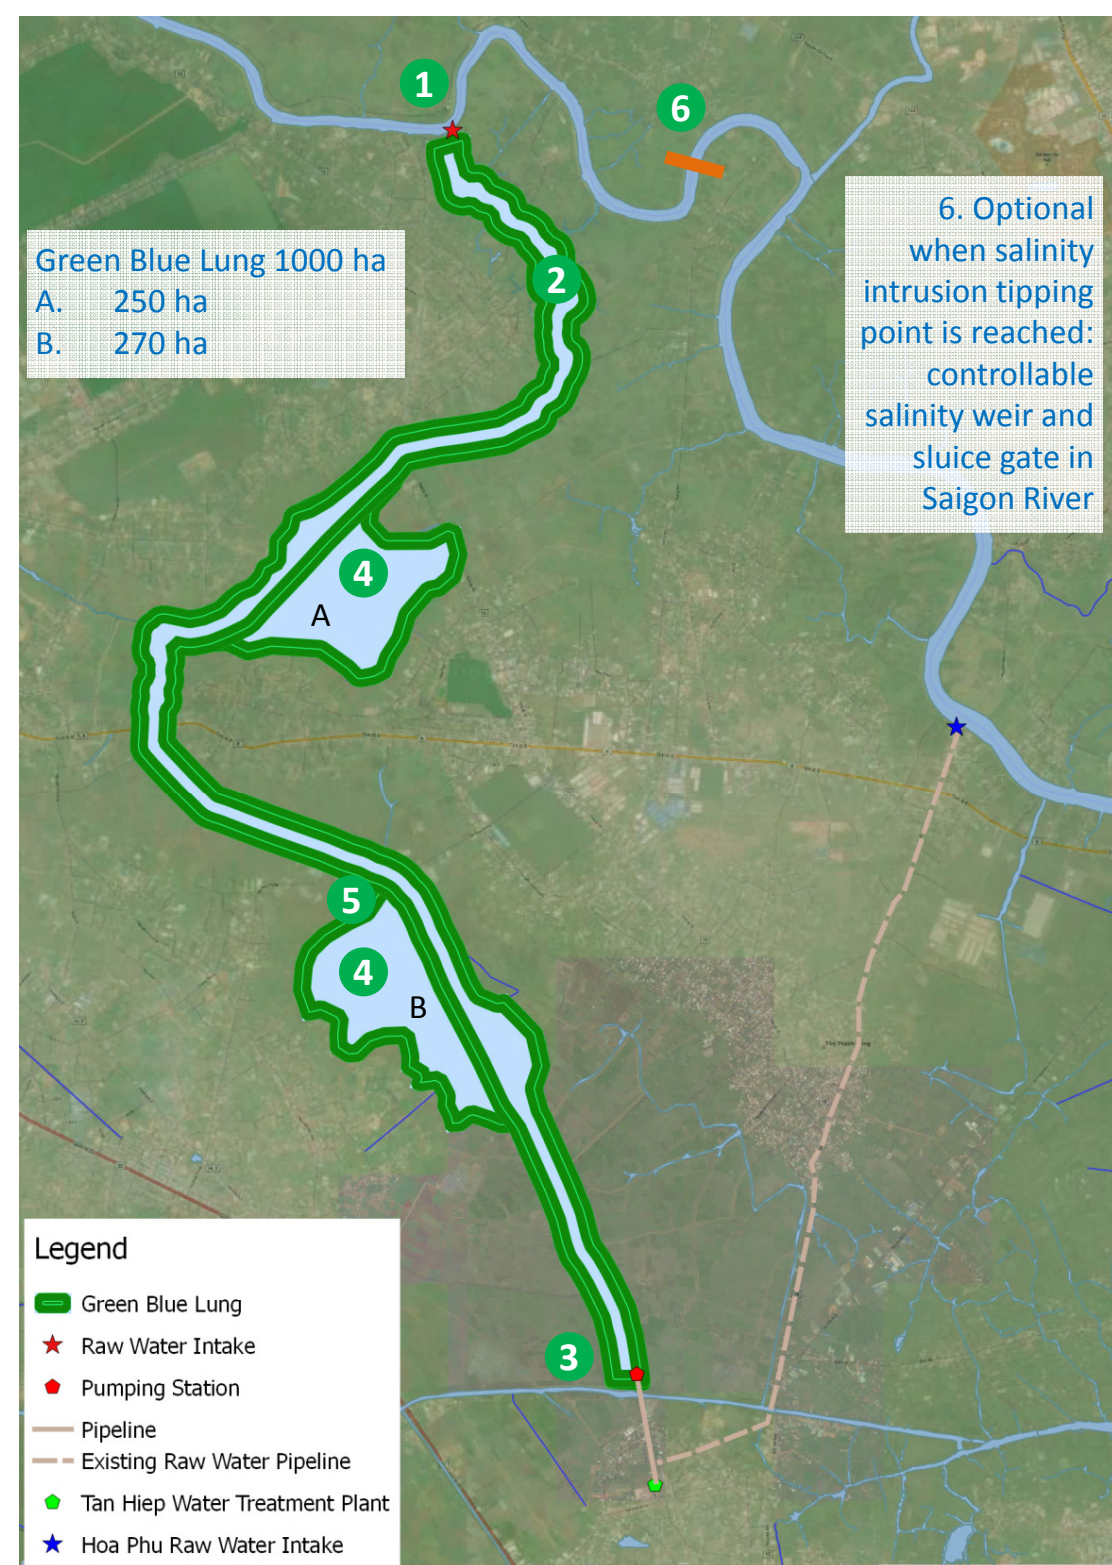 1
6
6. Optional
when salinity
intrusion tipping
point is reached:
controllable
salinity weir and
sluice gate in
Saigon River
Green Blue Lung 1000 ha
A. 250 ha
B. 270 ha
2
4
A
5
4
B
3
Legend
Green Blue Lung
Raw Water Intake
Pumping Station
Pipeline
Existing Raw Water Pipeline
Tan Hiep Water Treatment Plant
Hoa Phu Raw Water Intake